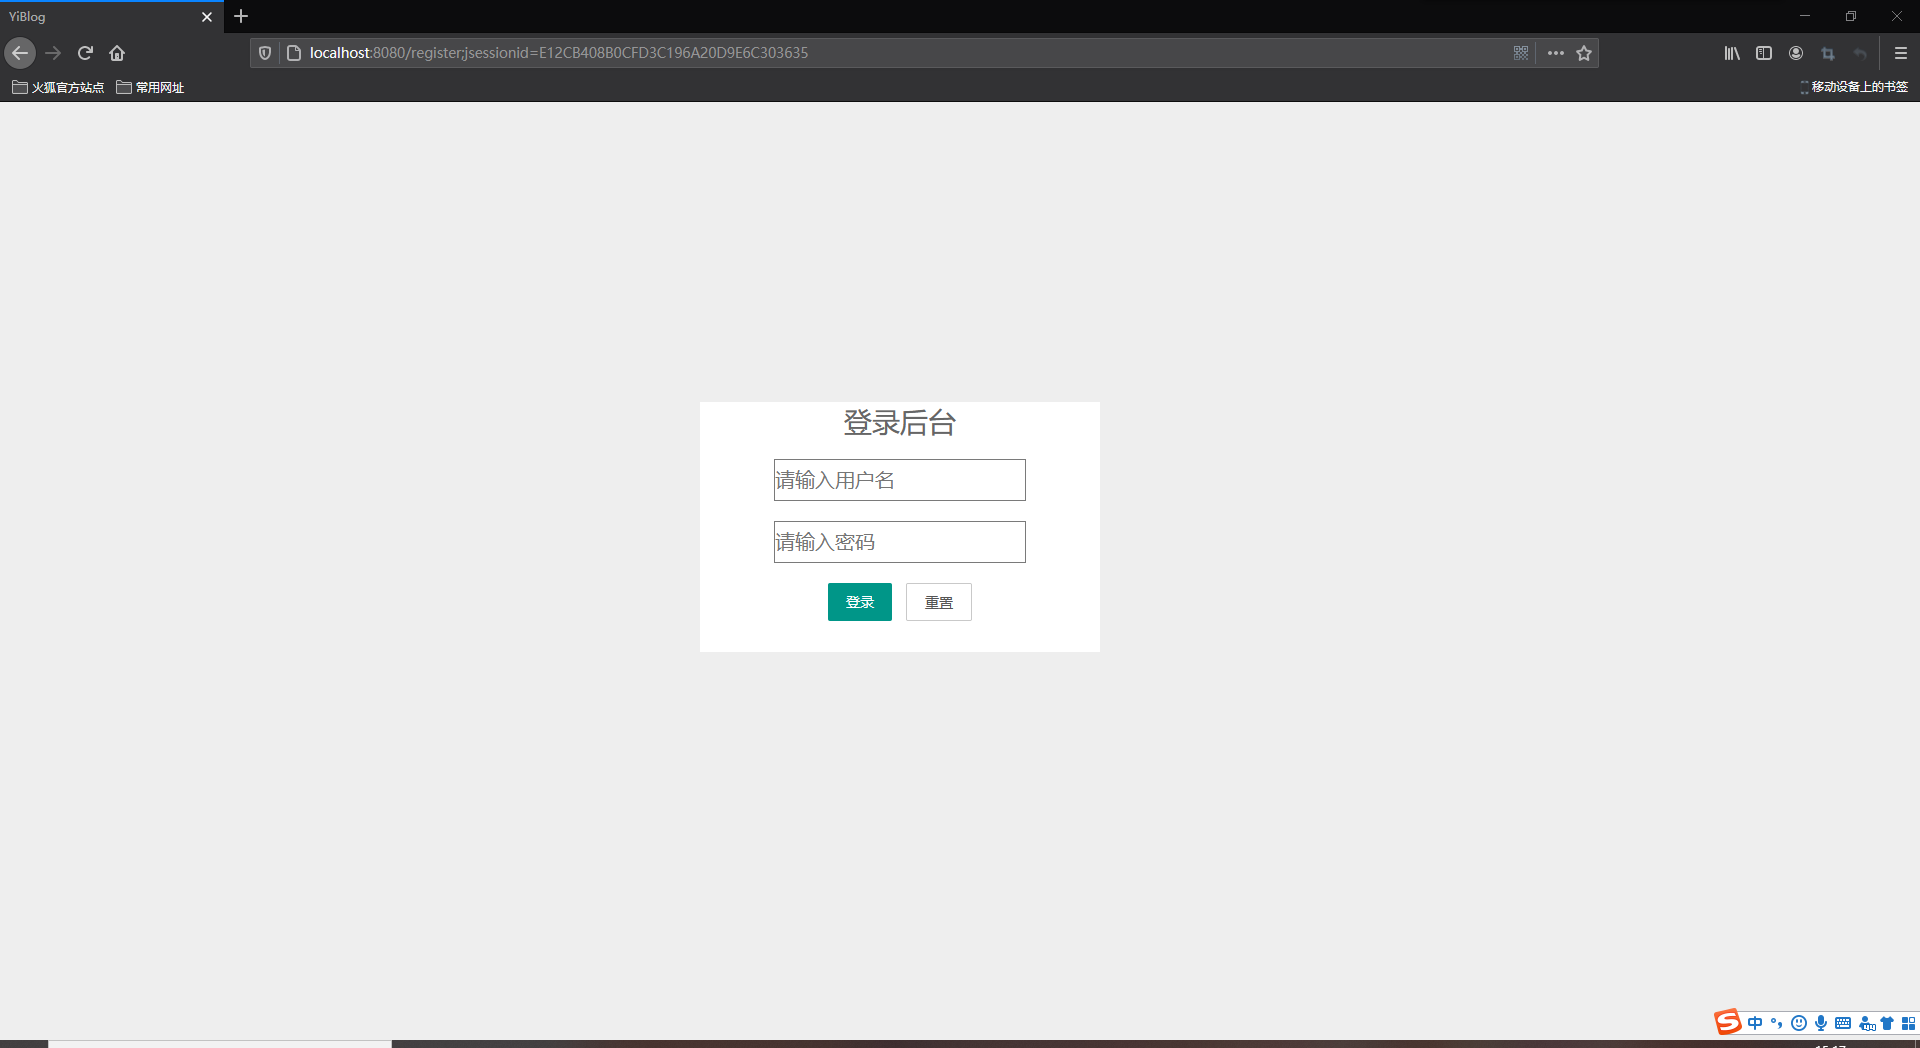 YiBlog
localhost:8080/register;jsessionid=E12CB408B0CFD3C196A20D9E6C303635
火狐官方站点 常用网址 移动设备上的书签
登录后台
请输入用户名
请输入密码
登录 重置
中